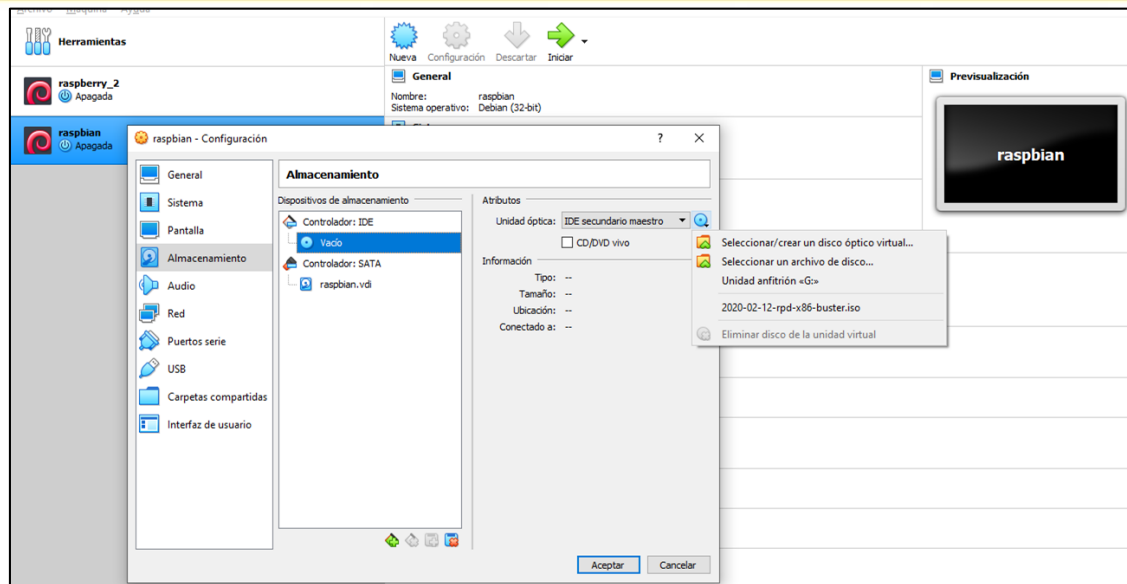 Archivo Máquina Ayuda
Herramientas
Nueva Configuración Descartar Iniciar
raspberry_2
Apagada
raspbian
Apagada
General
Nombre: raspbian
Sistema operativo: Debian (32-bit)
Previsualización
raspbian
raspbian - Configuración ? X
General
Sistema
Pantalla
Almacenamiento
Audio
Red
Puertos serie
USB
Carpetas compartidas
Interfaz de usuario
Almacenamiento
Dispositivos de almacenamiento
Controlador: IDE
Vacío
Controlador: SATA
raspbian.vdi
Atributos
Unidad óptica: IDE secundario maestro
CD/DVD vivo
Información
Tipo: --
Tamaño: --
Ubicación: --
Conectado a: --
Seleccionar/crear un disco óptico virtual...
Seleccionar un archivo de disco...
Unidad anfitrión «G:»
2020-02-12-rpd-x86-buster.iso
Eliminar disco de la unidad virtual
Aceptar Cancelar